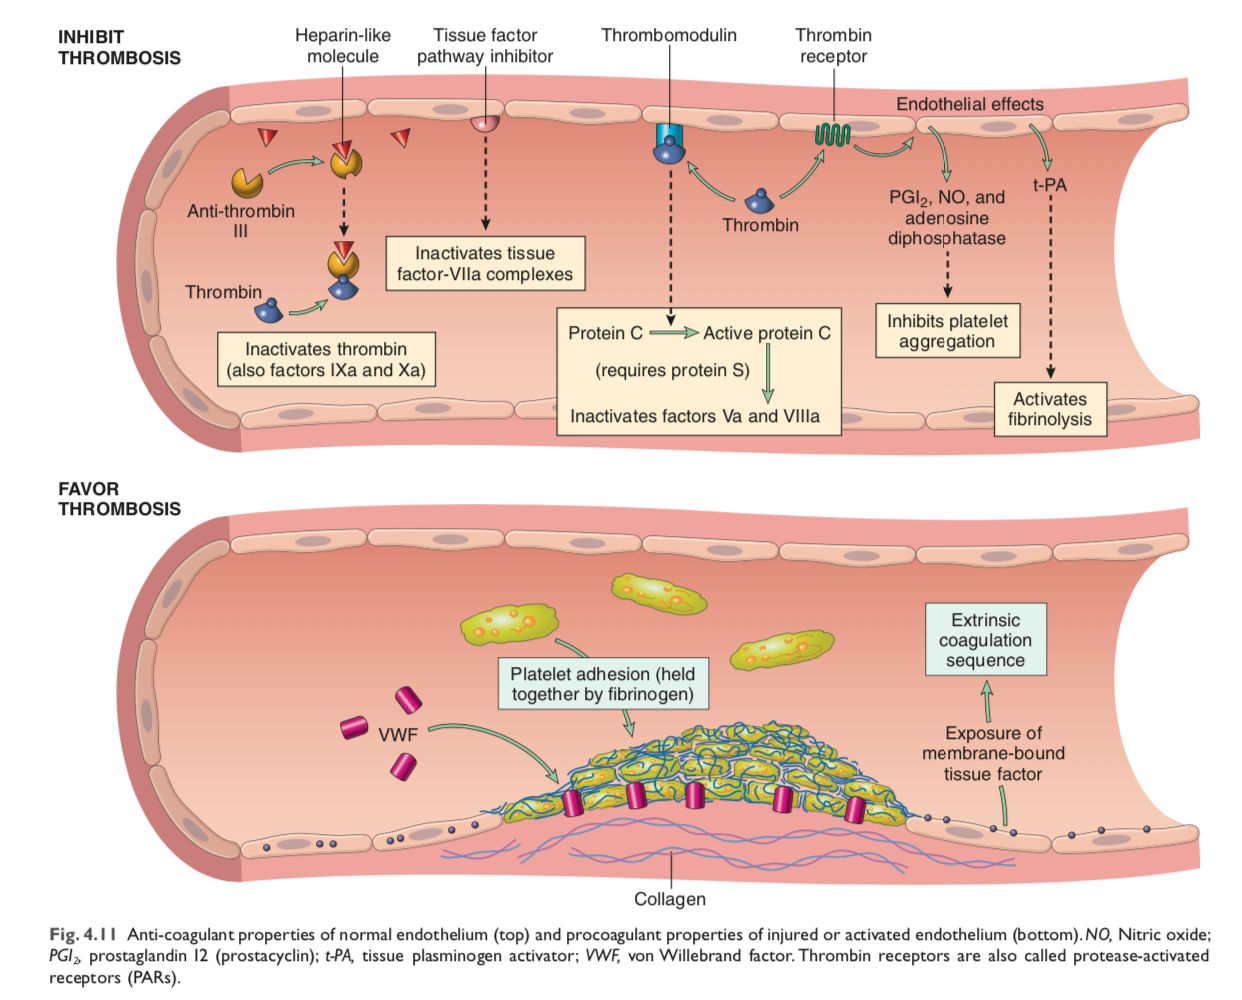 INHIBIT
THROMBOSIS
Heparin-like
molecule
Tissue factor
pathway inhibitor
Thrombomodulin
Thrombin
receptor
Endothelial effects
Anti-thrombin
III
Thrombin
Inactivates thrombin
(also factors IXa and Xa)
Inactivates tissue
factor-VIIa complexes
Thrombin
Protein C
Active protein C
(requires protein S)
Inactivates factors Va and VIIIa
PGI₂, NO, and
adenosine
diphosphatase
Inhibits platelet
aggregation
t-PA
Activates
fibrinolysis
FAVOR
THROMBOSIS
Platelet adhesion (held
together by fibrinogen)
VWF
Extrinsic
coagulation
sequence
Exposure of
membrane-bound
tissue factor
Collagen
Fig. 4.11 Anti-coagulant properties of normal endothelium (top) and procoagulant properties of injured or activated endothelium (bottom). NO, Nitric oxide;
PGI₂, prostaglandin I2 (prostacyclin); t-PA, tissue plasminogen activator; VWF, von Willebrand factor. Thrombin receptors are also called protease-activated
receptors (PARs).